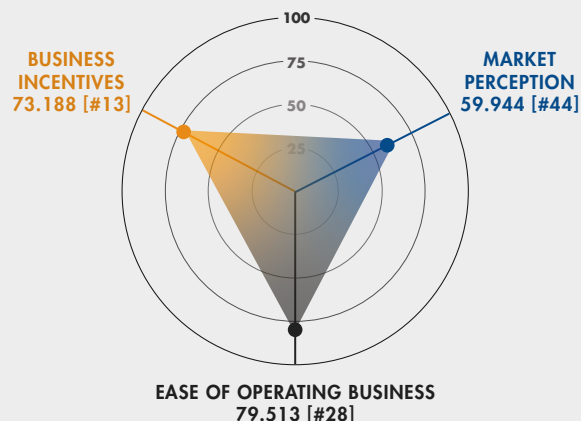 100
75
50
25
BUSINESS
INCENTIVES
73.188 [#13]
MARKET
PERCEPTION
59.944 [#44]
EASE OF OPERATING BUSINESS
79.513 [#28]